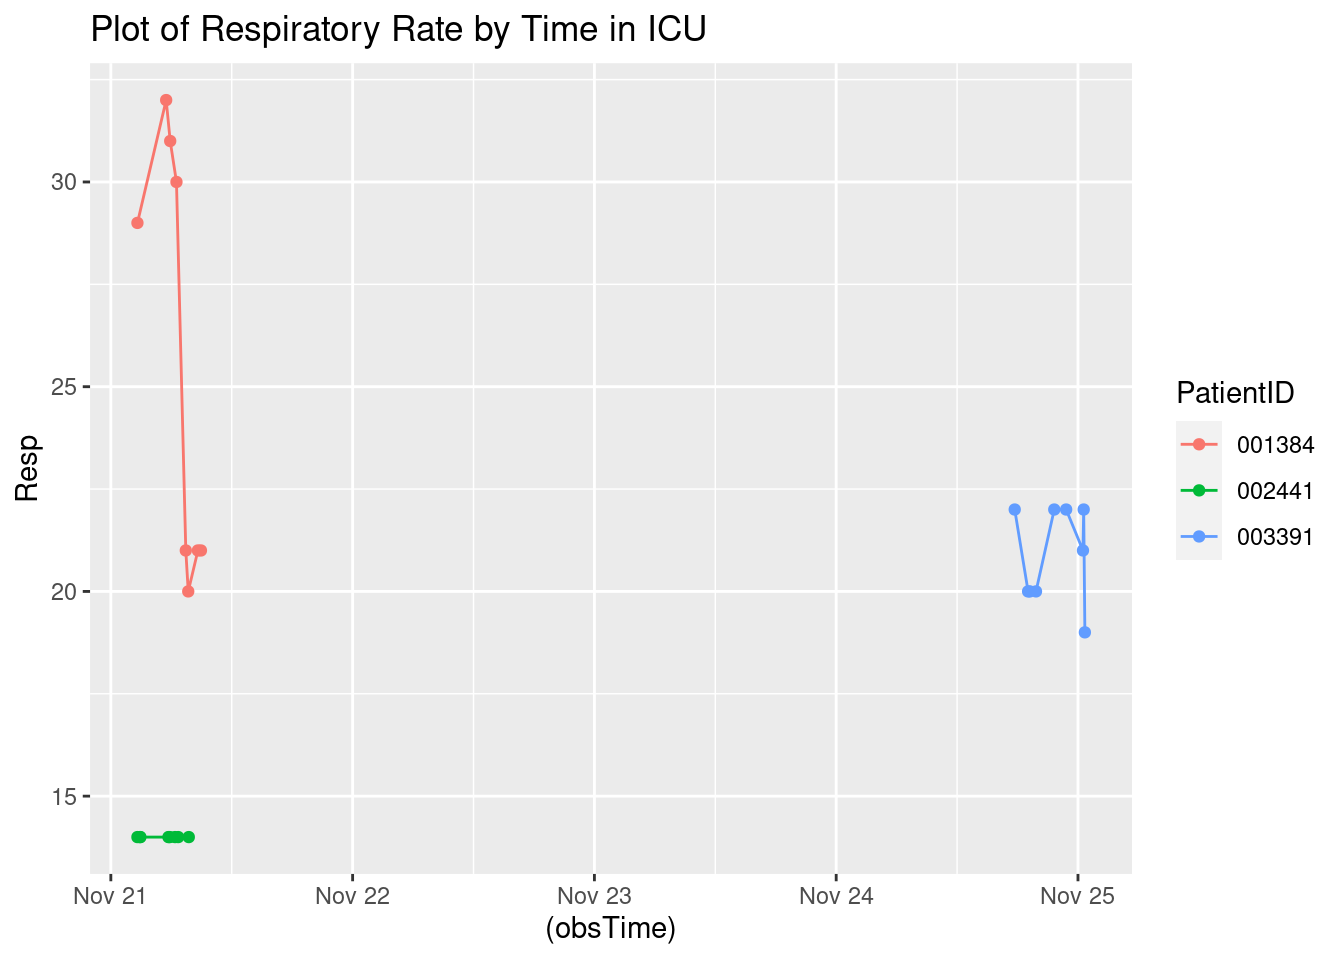 Plot of Respiratory Rate by Time in ICU
Resp
30
25
20
15
Nov 21 Nov 22 Nov 23 Nov 24 Nov 25
(obsTime)
PatientID
001384
002441
003391